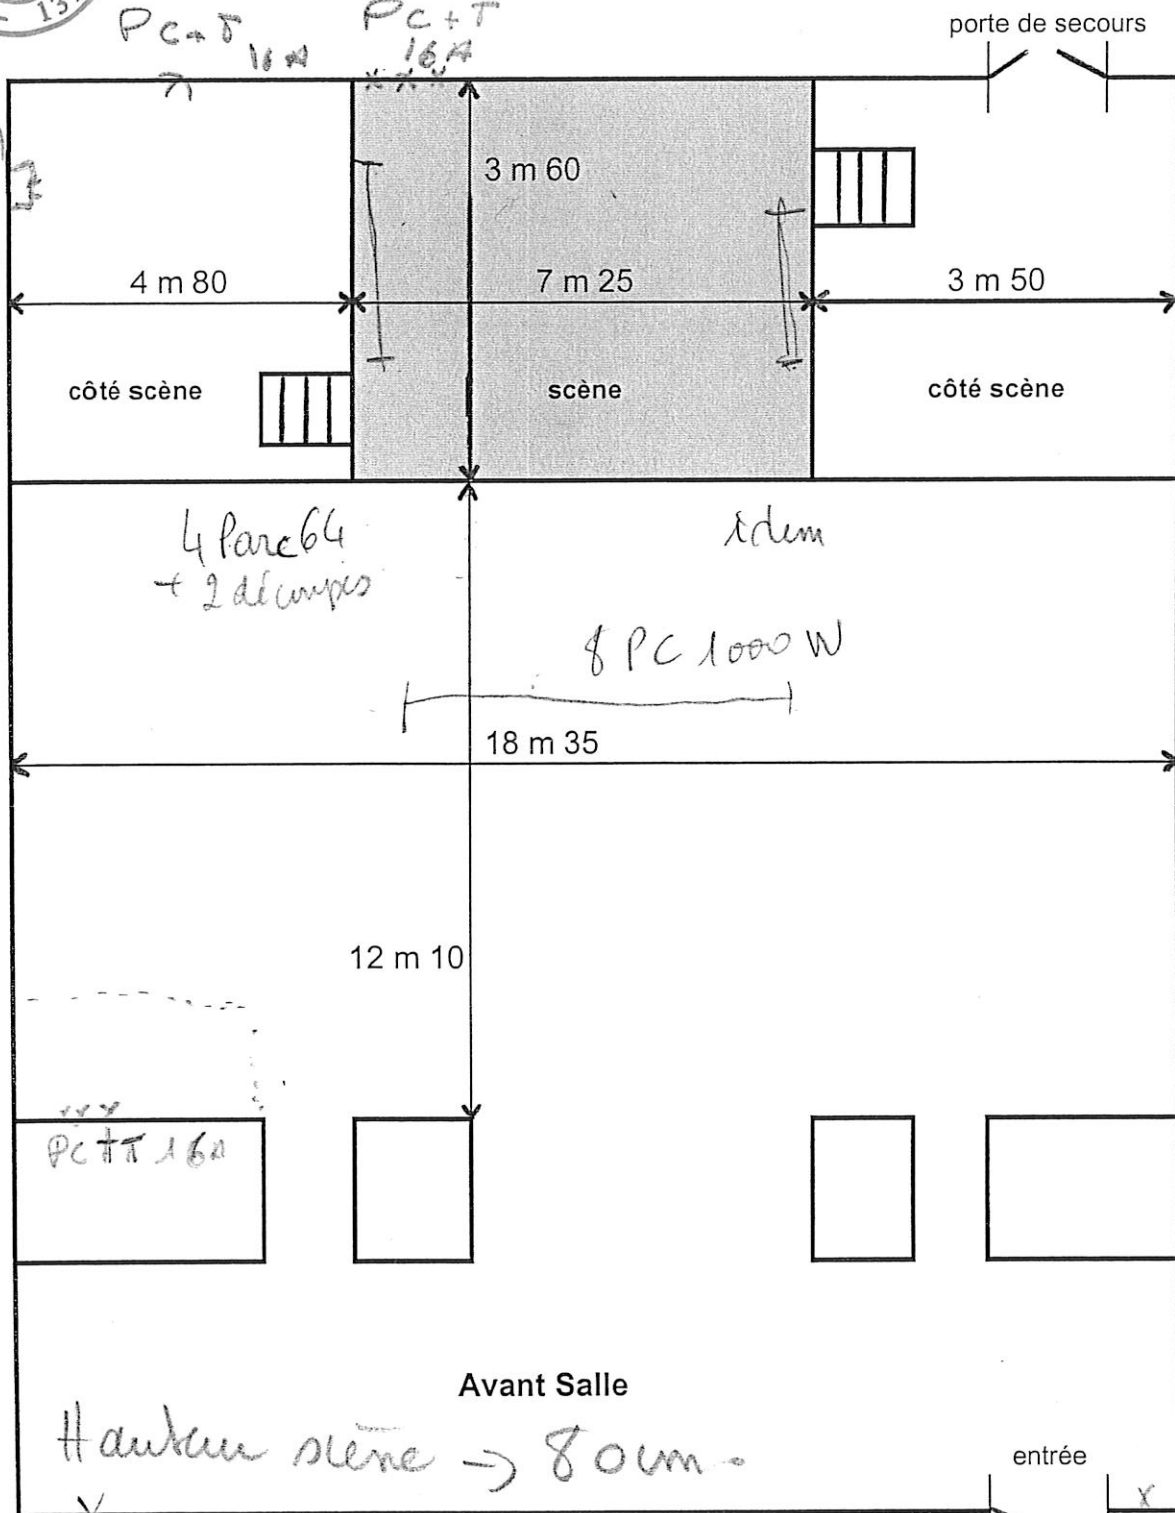 13
PC+T 16A
PC+T
16A
porte de secours
3 m 60
4 m 80
7 m 25
3 m 50
côté scène
scène
côté scène
4 Parc64
+ 2 découpes
idem
8 PC 1000 W
18 m 35
12 m 10
PC+T 16A
Avant Salle
Hauteur scène -> 80cm.
entrée